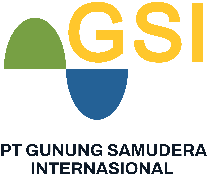 GSI
PT GUNUNG SAMUDERA
INTERNASIONAL